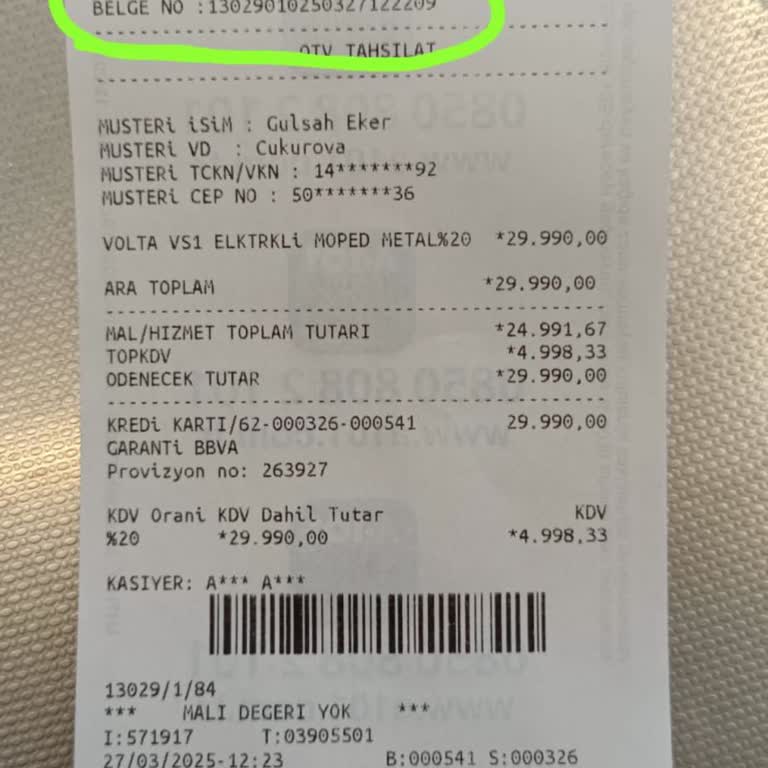 BELGE NO :13029010250327122209
OTV TAHSILAT
MUSTERi iSiM : Gulsah Eker
MUSTERi VD : Cukurova
MUSTERi TCKN/VKN : 14*******92
MUSTERi CEP NO : 50*******36
VOLTA VS1 ELKTRKLi MOPED METAL%20 *29.990,00
ARA TOPLAM *29.990,00
MAL/HIZMET TOPLAM TUTARI *24.991,67
TOPKDV *4.998,33
ODENECEK TUTAR *29.990,00
KREDi KARTI/62-000326-000541 29.990,00
GARANTi BBVA
Provizyon no: 263927
KDV Orani KDV Dahil Tutar KDV
%20 *29.990,00 *4.998,33
KASIYER: A*** A***
13029/1/84
*** MALI DEGERI YOK ***
I:571917 T:03905501
27/03/2025-12:23 B:000541 S:000326